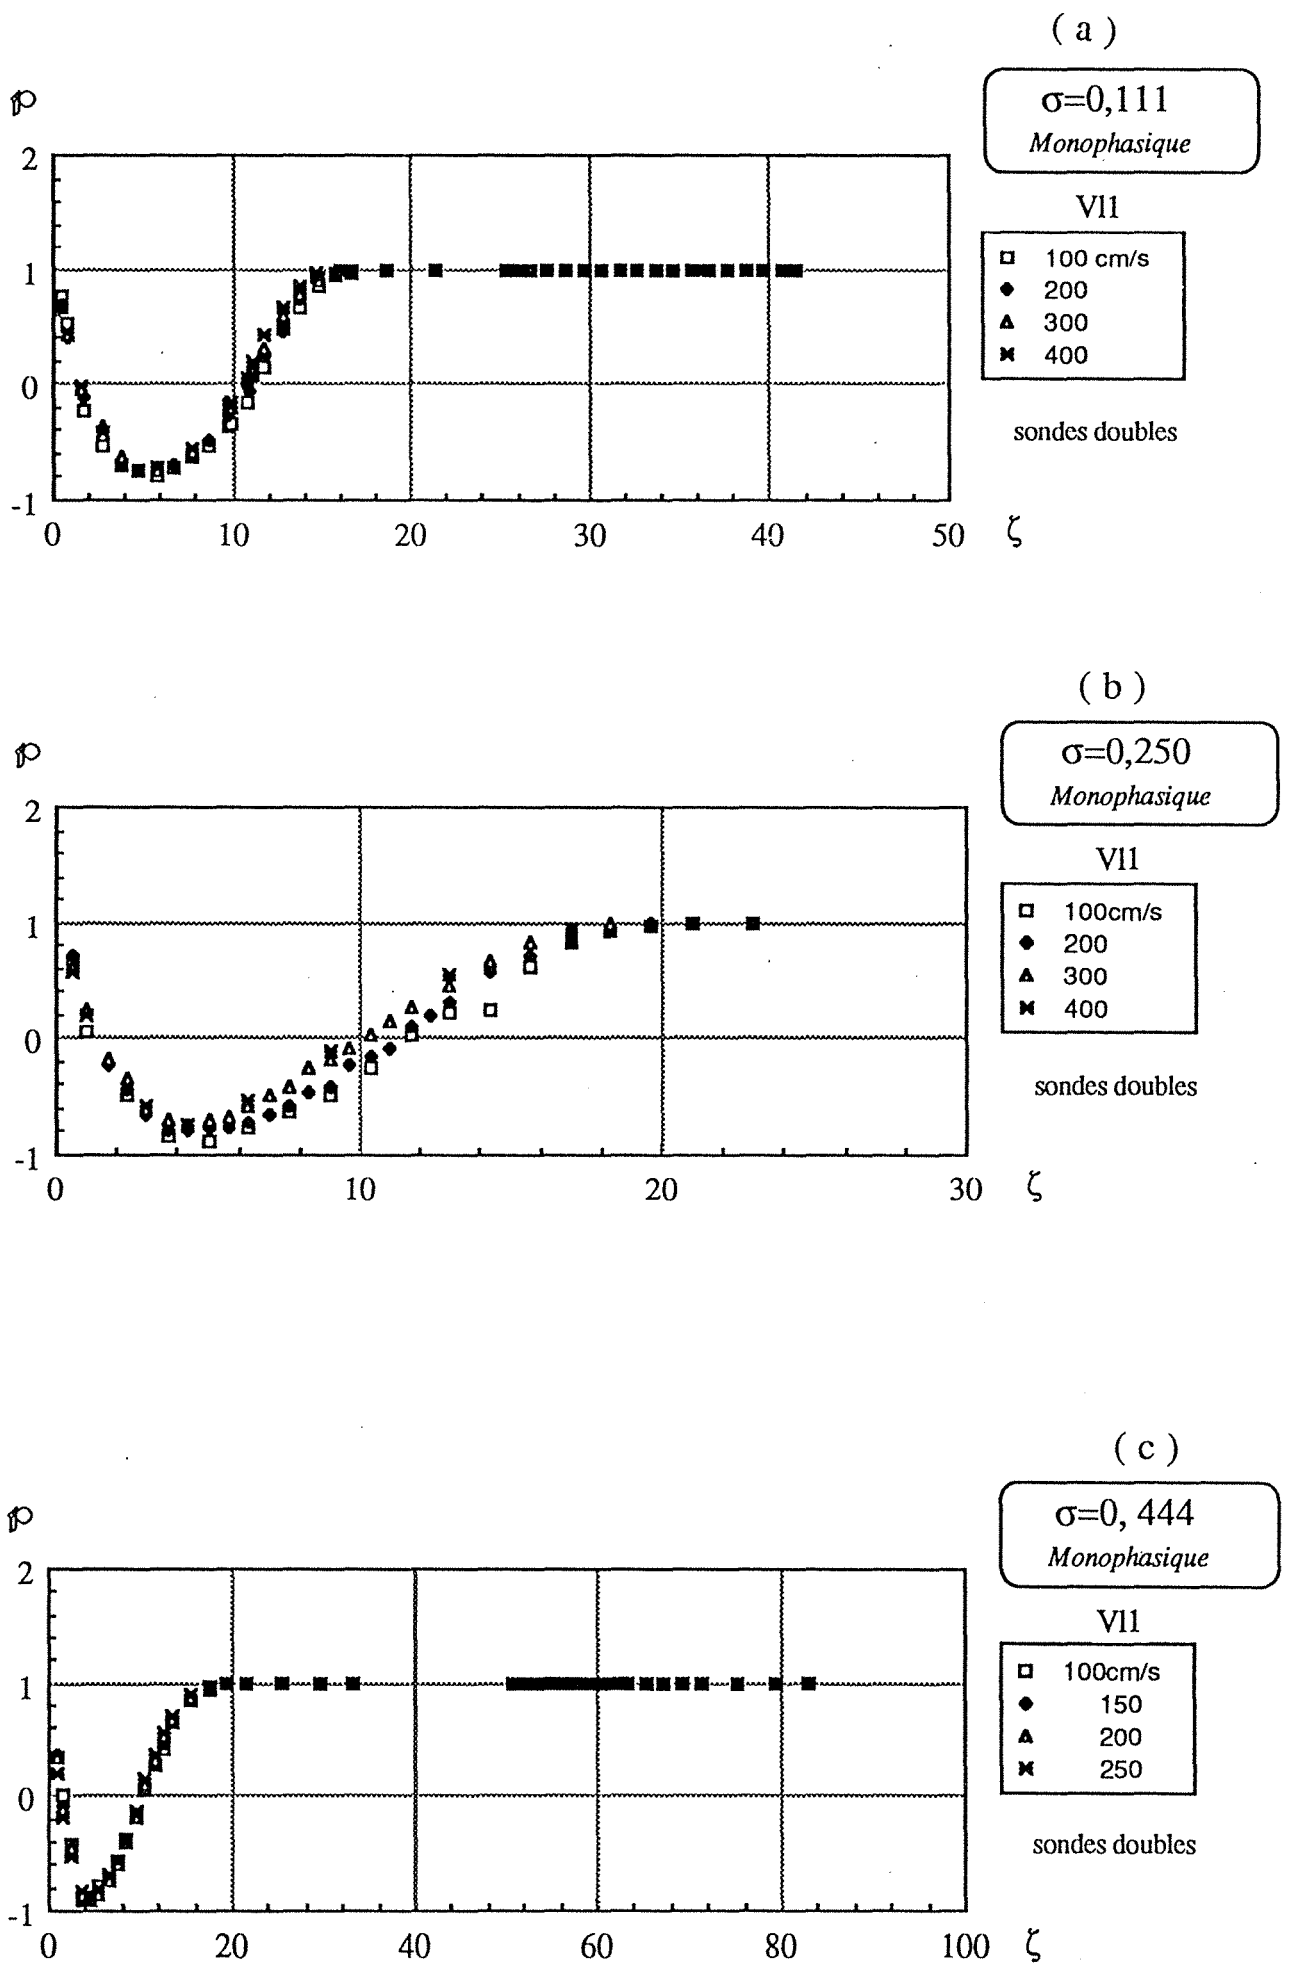 ( a )
σ=0,111
Monophasique
℘
Vl1
100 cm/s
200
300
400
sondes doubles
2
1
0
-1
0 10 20 30 40 50 ζ
( b )
σ=0,250
Monophasique
℘
Vl1
100cm/s
200
300
400
sondes doubles
2
1
0
-1
0 10 20 30 ζ
( c )
σ=0, 444
Monophasique
℘
Vl1
100cm/s
150
200
250
sondes doubles
2
1
0
-1
0 20 40 60 80 100 ζ